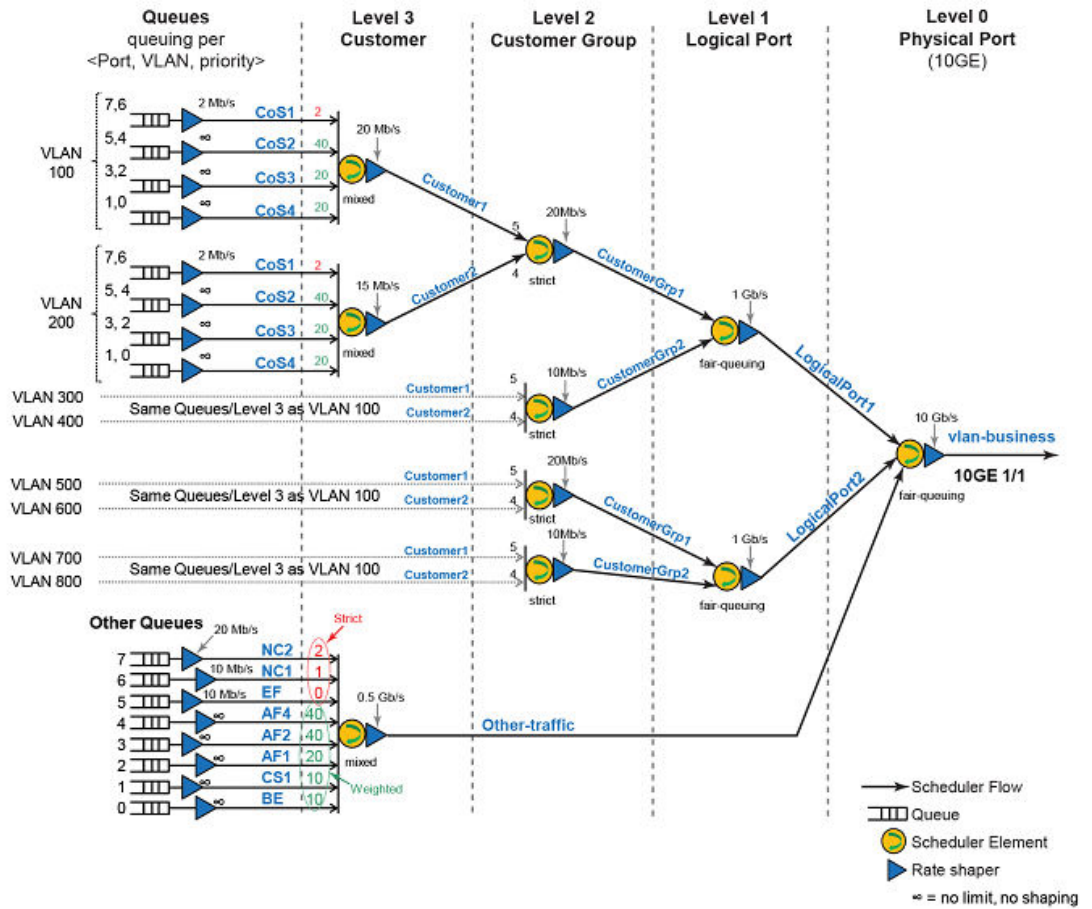 Queues
queuing per
<Port, VLAN, priority>
Level 3
Customer
Level 2
Customer Group
Level 1
Logical Port
Level 0
Physical Port
(10GE)
VLAN
100
7,6
2 Mb/s
CoS1
2
5,4
∞
CoS2
40
3,2
∞
CoS3
20
1,0
∞
CoS4
20
20 Mb/s
mixed
Customer1
VLAN
200
7,6
2 Mb/s
CoS1
2
5, 4
∞
CoS2
40
3, 2
∞
CoS3
20
1, 0
∞
CoS4
20
15 Mb/s
mixed
Customer2
5
4
20Mb/s
strict
CustomerGrp1
VLAN 300
VLAN 400
Same Queues/Level 3 as VLAN 100
Customer1
Customer2
5
4
10Mb/s
strict
CustomerGrp2
1 Gb/s
fair-queuing
LogicalPort1
VLAN 500
VLAN 600
Same Queues/Level 3 as VLAN 100
Customer1
Customer2
5
4
20Mb/s
strict
CustomerGrp1
VLAN 700
VLAN 800
Same Queues/Level 3 as VLAN 100
Customer1
Customer2
5
4
10Mb/s
strict
CustomerGrp2
1 Gb/s
fair-queuing
LogicalPort2
10 Gb/s
vlan-business
10GE 1/1
fair-queuing
Other Queues
20 Mb/s
Strict
7
NC2
2
6
10 Mb/s
NC1
1
5
10 Mb/s
EF
0
4
∞
AF4
40
3
∞
AF2
40
2
∞
AF1
20
1
∞
CS1
10
0
∞
BE
10
Weighted
0.5 Gb/s
mixed
Other-traffic
Scheduler Flow
Queue
Scheduler Element
Rate shaper
∞ = no limit, no shaping